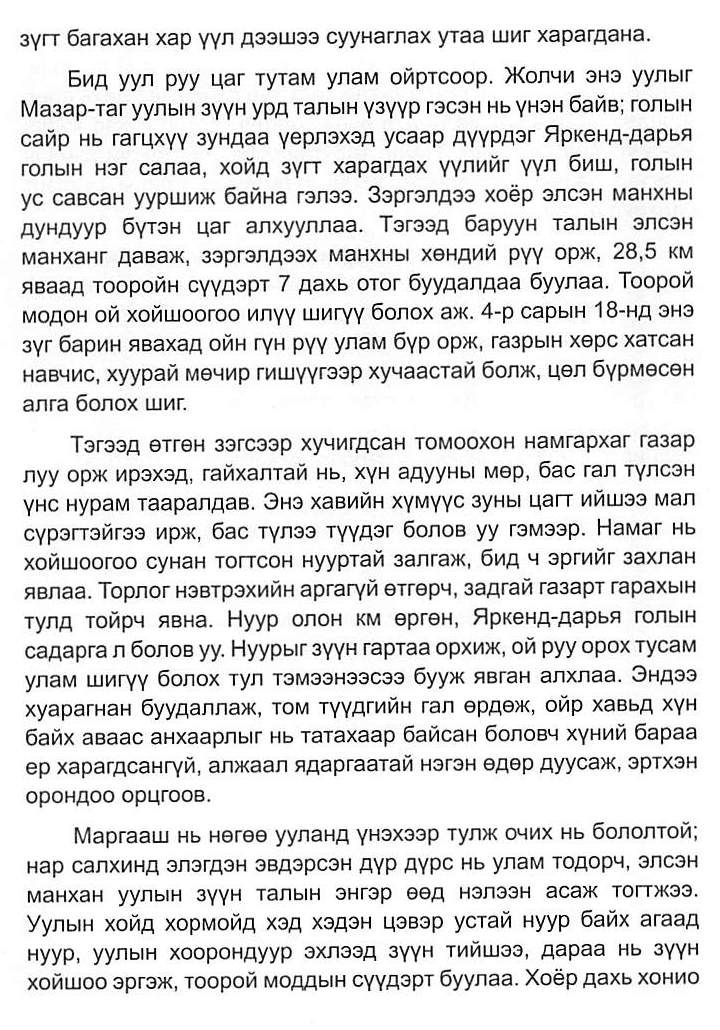 зүгт багахан хар үүл дээшээ суунаглах утаа шиг харагдана.
Бид уул руу цаг тутам улам ойртсоор. Жолчи энэ уулыг
Мазар-таг уулын зүүн урд талын үзүүр гэсэн нь үнэн байв; голын
сайр нь гагцхүү зундаа үерлэхэд усаар дүүрдэг Яркенд-дарья
голын нэг салаа, хойд зүгт харагдах үүлийг үүл биш, голын
ус савсан ууршиж байна гэлээ. Зэргэлдээ хоёр элсэн манхны
дундуур бүтэн цаг алхууллаа. Тэгээд баруун талын элсэн
манханг даваж, зэргэлдээх манхны хөндий рүү орж, 28,5 км
яваад тооройн сүүдэрт 7 дахь отог буудалдаа буулаа. Тоорой
модон ой хойшоогоо илүү шигүү болох аж. 4-р сарын 18-нд энэ
зүг барин явахад ойн гүн рүү улам бүр орж, газрын хөрс хатсан
навчис, хуурай мөчир гишүүгээр хучаастай болж, цөл бүрмөсөн
алга болох шиг.
Тэгээд өтгөн зэгсээр хучигдсан томоохон намгархаг газар
луу орж ирэхэд, гайхалтай нь, хүн адууны мөр, бас гал түлсэн
үнс нурам тааралдав. Энэ хавийн хүмүүс зуны цагт ийшээ мал
сүрэгтэйгээ ирж, бас түлээ түүдэг болов уу гэмээр. Намаг нь
хойшоогоо сунан тогтсон нууртай залгаж, бид ч эргийг захлан
явлаа. Торлог нэвтрэхийн аргагүй өтгөрч, задгай газарт гарахын
тулд тойрч явна. Нуур олон км өргөн, Яркенд-дарья голын
садарга л болов уу. Нуурыг зүүн гартаа орхиж, ой руу орох тусам
улам шигүү болох тул тэмээнээсээ бууж явган алхлаа. Эндээ
хуарагнан буудаллаж, том түүдгийн гал өрдөж, ойр хавьд хүн
байх аваас анхаарлыг нь татахаар байсан боловч хүний бараа
ер харагдсангүй, алжаал ядаргаатай нэгэн өдөр дуусаж, эртхэн
орондоо орцгоов.
Маргааш нь нөгөө ууланд үнэхээр тулж очих нь бололтой;
нар салхинд элэгдэн эвдэрсэн дүр дүрс нь улам тодорч, элсэн
манхан уулын зүүн талын энгэр өөд нэлээн асаж тогтжээ.
Уулын хойд хормойд хэд хэдэн цэвэр устай нуур байх агаад
нуур, уулын хоорондуур эхлээд зүүн тийшээ, дараа нь зүүн
хойшоо эргэж, тоорой моддын сүүдэрт буулаа. Хоёр дахь хонио